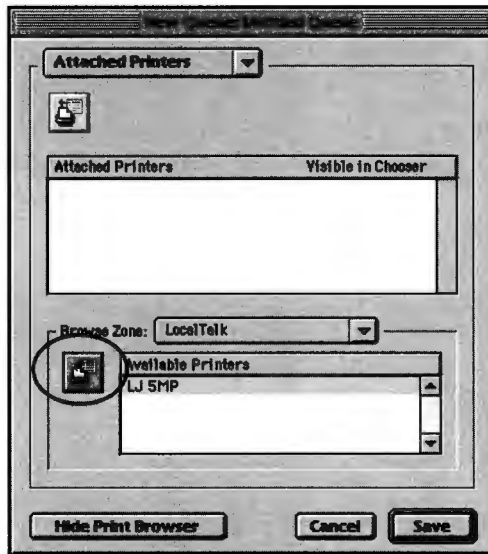 Attached Printers
Attached Printers Visible in Chooser
Browse Zone: LocalTalk
Available Printers
LJ 5MP
Hide Print Browser Cancel Save